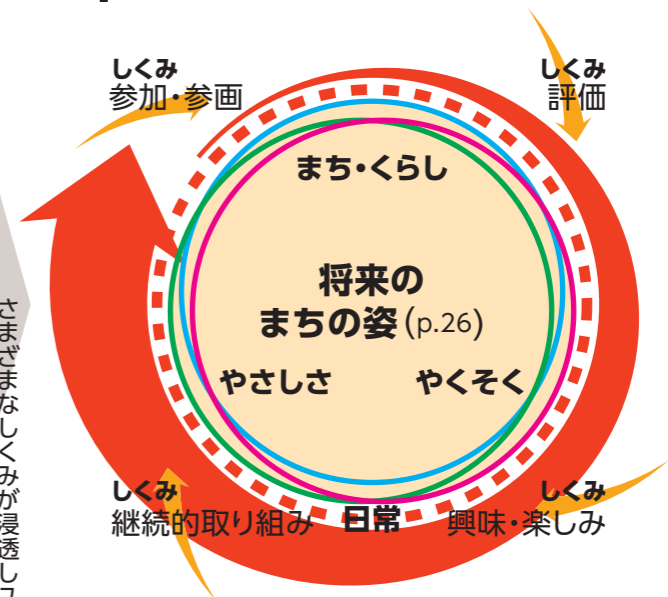 しくみ
参加・参画
しくみ
評価
まち・くらし
将来の
まちの姿(p.26)
やさしさ
やくそく
しくみ
継続的取り組み
日常
しくみ
興味・楽しみ
さまざまなしくみが浸透し